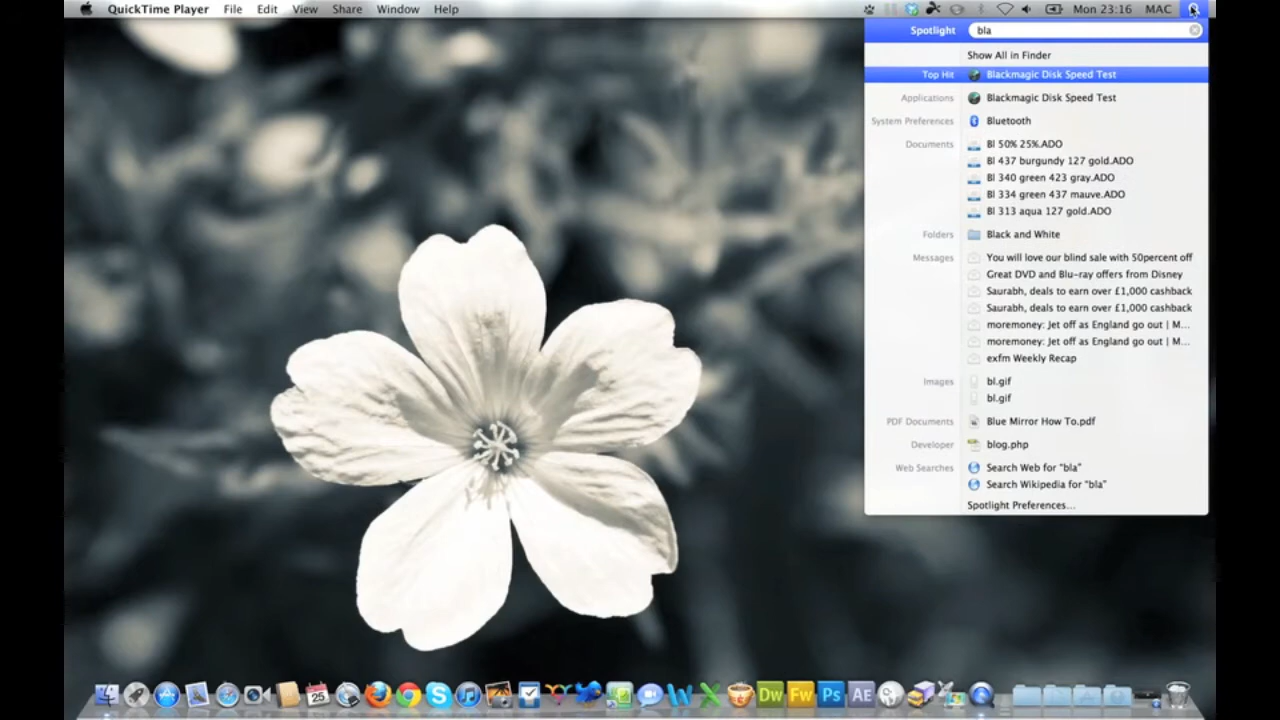 QuickTime Player File Edit View Share Window Help Mon 23:16 MAC
Spotlight bla
Show All in Finder
Top Hit Blackmagic Disk Speed Test
Applications Blackmagic Disk Speed Test
System Preferences Bluetooth
Documents Bl 50% 25%.ADO
Bl 437 burgundy 127 gold.ADO
Bl 340 green 423 gray.ADO
Bl 334 green 437 mauve.ADO
Bl 313 aqua 127 gold.ADO
Folders Black and White
Messages You will love our blind sale with 50percent off
Great DVD and Blu-ray offers from Disney
Saurabh, deals to earn over £1,000 cashback
Saurabh, deals to earn over £1,000 cashback
moremoney: Jet off as England go out | M...
moremoney: Jet off as England go out | M...
exfm Weekly Recap
Images bl.gif
bl.gif
PDF Documents Blue Mirror How To.pdf
Developer blog.php
Web Searches Search Web for "bla"
Search Wikipedia for "bla"
Spotlight Preferences...
25 Dw Fw Ps AE